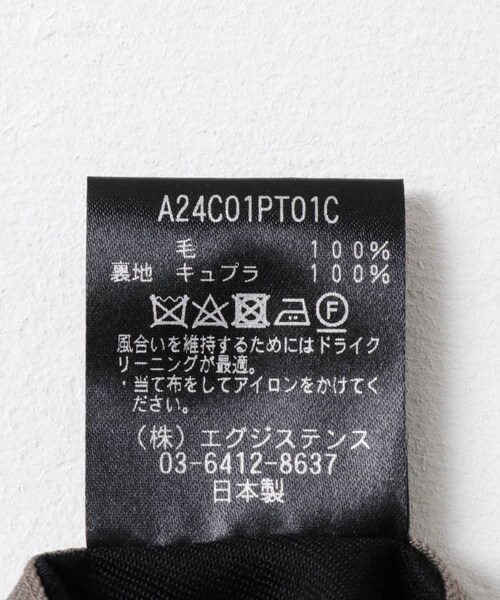 A24C01PT01C
毛 100%
裏地 キュプラ 100%
F
風合いを維持するためにはドライク
リーニングが最適。
・当て布をしてアイロンをかけてく
ださい。
(株)エグジステンス
03-6412-8637
日本製